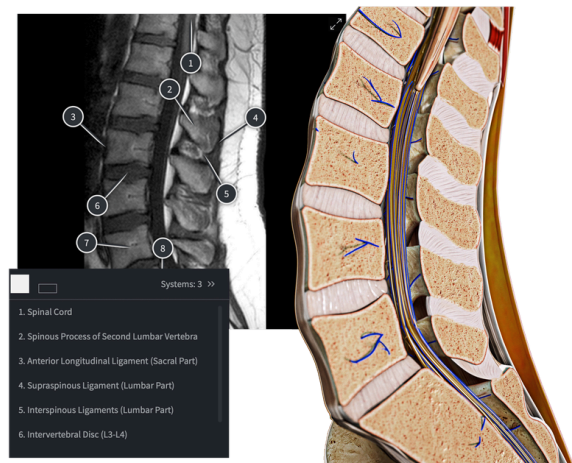 1
2
3
4
5
6
7
8
Systems: 3 >>
1. Spinal Cord
2. Spinous Process of Second Lumbar Vertebra
3. Anterior Longitudinal Ligament (Sacral Part)
4. Supraspinous Ligament (Lumbar Part)
5. Interspinous Ligaments (Lumbar Part)
6. Intervertebral Disc (L3-L4)